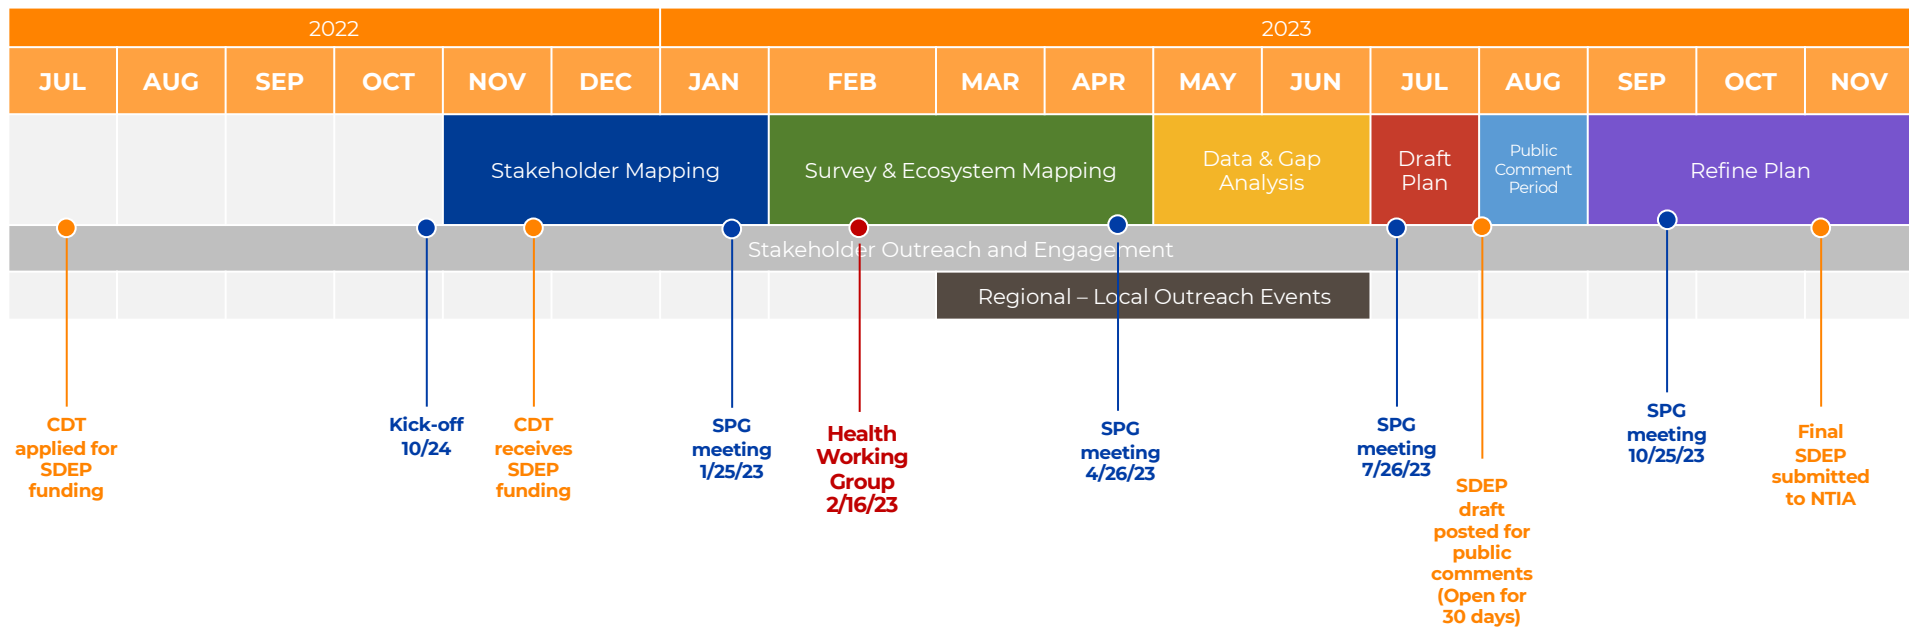 2022
2023
JUL
AUG
SEP
OCT
NOV
DEC
JAN
FEB
MAR
APR
MAY
JUN
JUL
AUG
SEP
OCT
NOV
Stakeholder Mapping
Survey & Ecosystem Mapping
Data & Gap
Analysis
Draft
Plan
Public
Comment
Period
Refine Plan
Stakeholder Outreach and Engagement
Regional – Local Outreach Events
CDT
applied for
SDEP
funding
Kick-off
10/24
CDT
receives
SDEP
funding
SPG
meeting
1/25/23
Health
Working
Group
2/16/23
SPG
meeting
4/26/23
SPG
meeting
7/26/23
SDEP
draft
posted for
public
comments
(Open for
30 days)
SPG
meeting
10/25/23
Final
SDEP
submitted
to NTIA